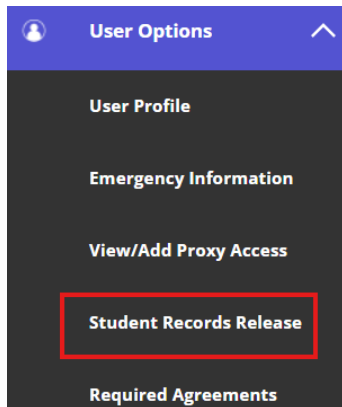 User Options
User Profile
Emergency Information
View/Add Proxy Access
Student Records Release
Required Agreements